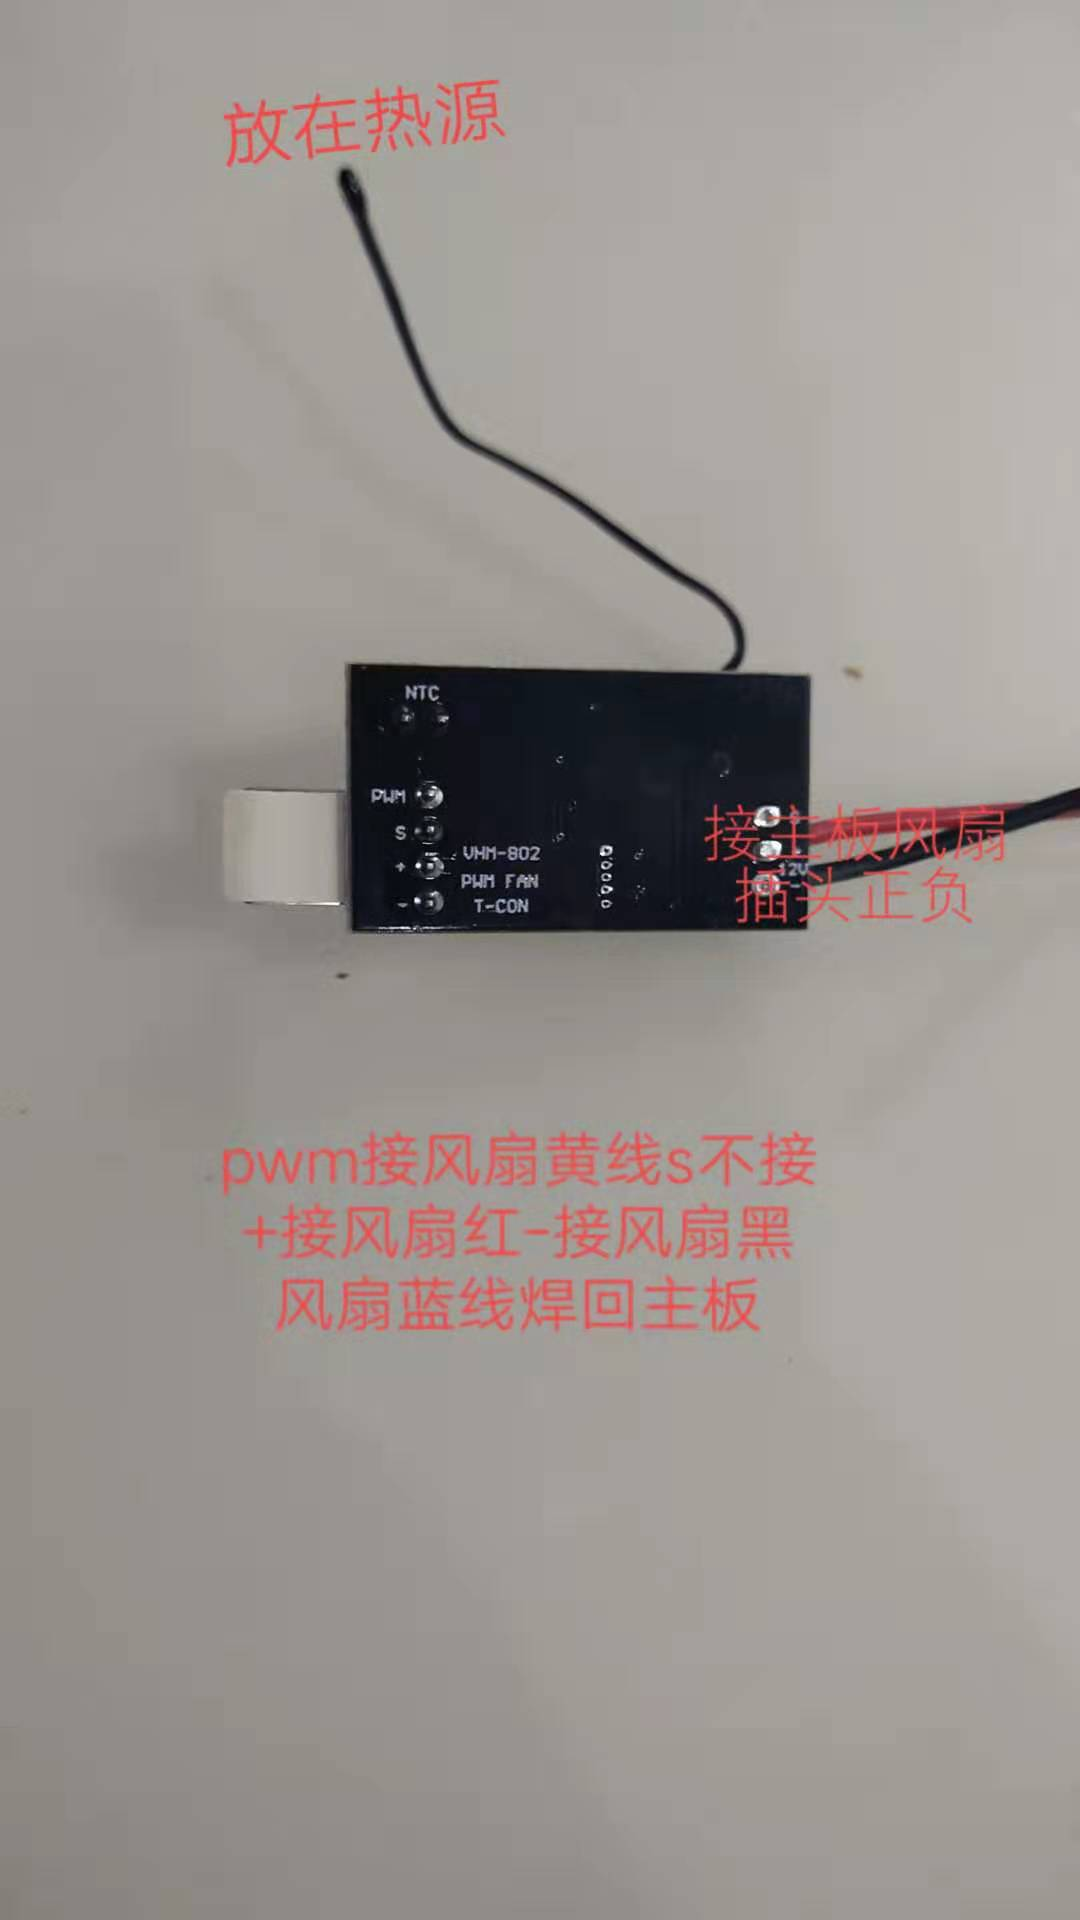 放在热源
NTC
PWM
S
+
-
VHM-802
PWM FAN
T-CON
接主板风扇
插头正负
12V
-
pwm接风扇黄线s不接
+接风扇红-接风扇黑
风扇蓝线焊回主板